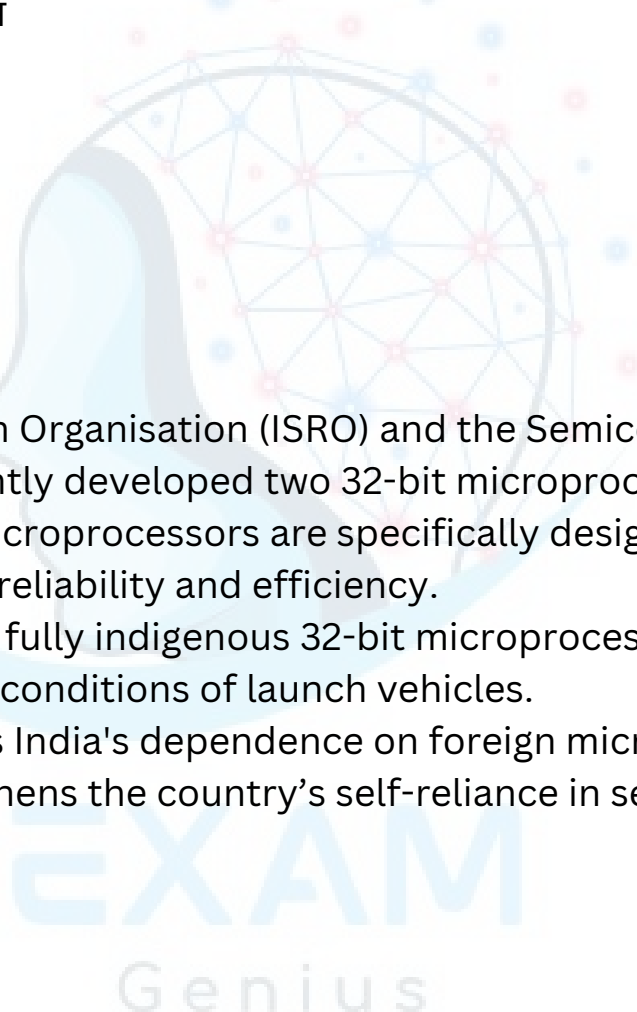 T
n Organisation (ISRO) and the Semic
ntly developed two 32-bit microproc
croprocessors are specifically desig
reliability and efficiency.
fully indigenous 32-bit microproces
conditions of launch vehicles.
s India's dependence on foreign micr
hens the country’s self-reliance in se
EXAM
Genius